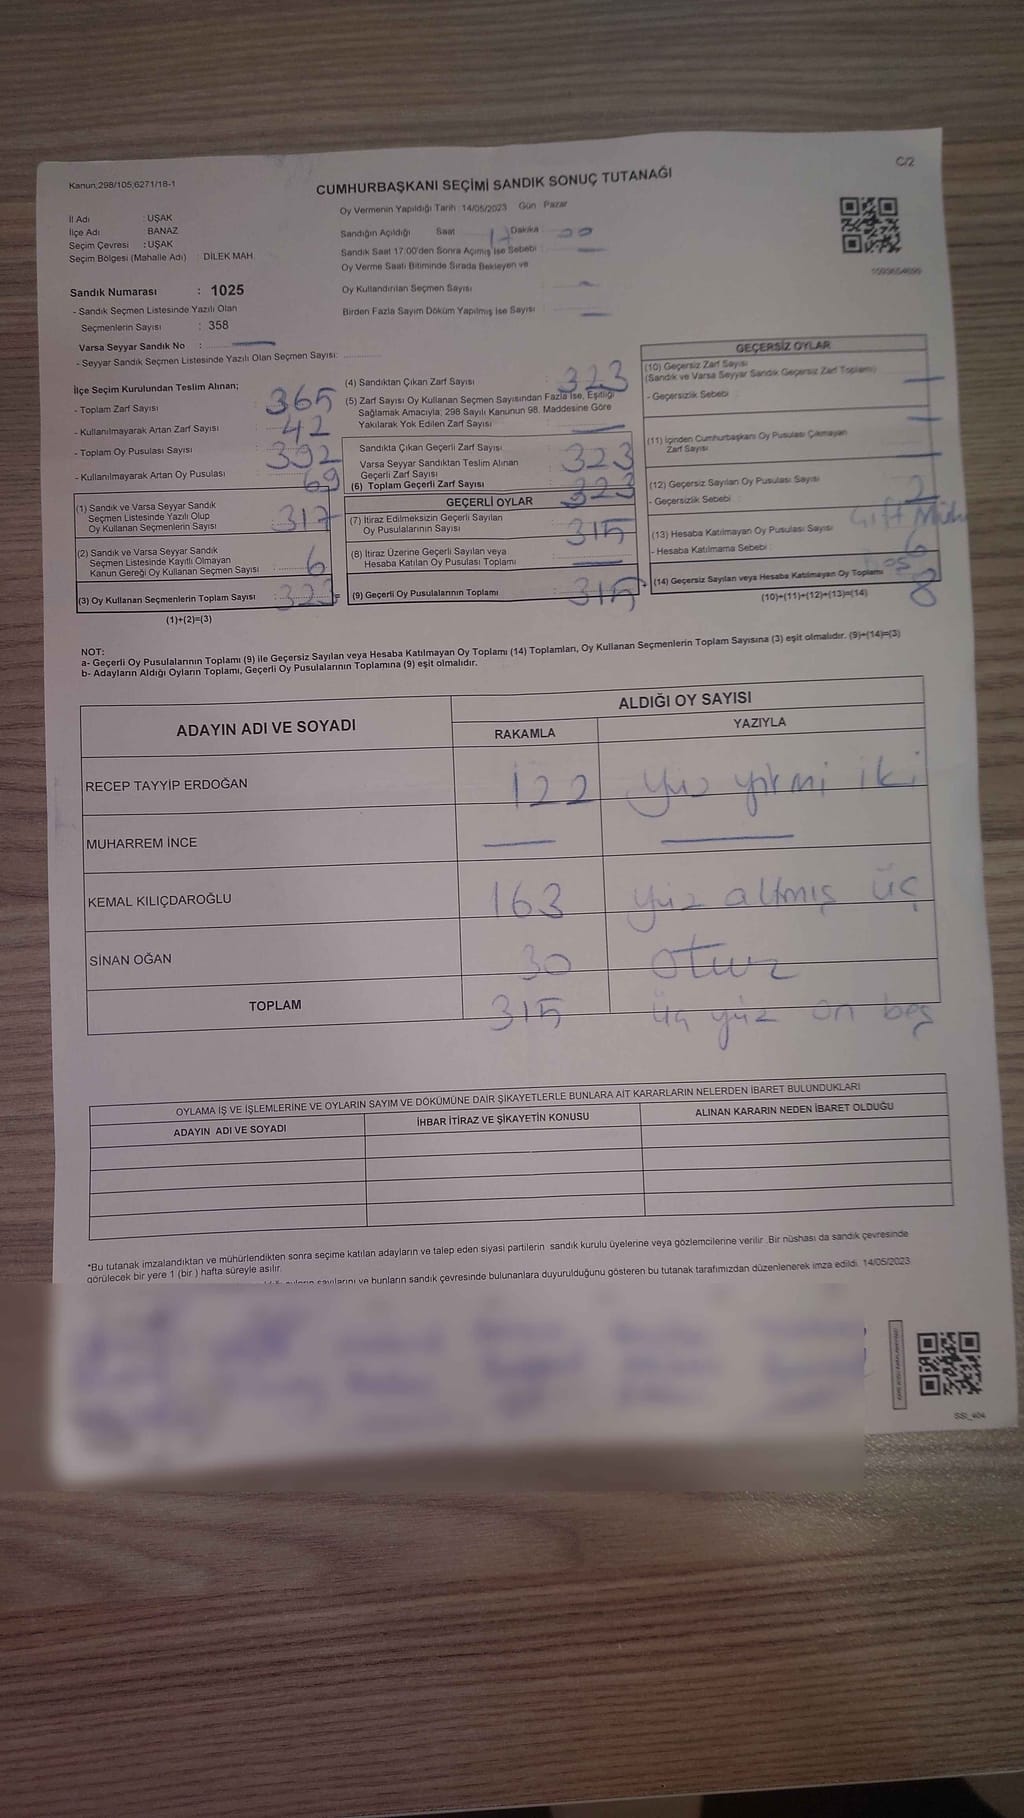 C/2
Kanun,298/105,6271/18-1
CUMHURBAŞKANI SEÇİMİ SANDIK SONUÇ TUTANAĞI
Oy Vermenin Yapıldığı Tarih : 14/05/2023 Gün : Pazar
İl Adı : UŞAK
İlçe Adı : BANAZ
Seçim Çevresi : UŞAK
Seçim Bölgesi (Mahalle Adı) : DİLEK MAH.
Sandığın Açıldığı Saat 17 Dakika : 00
Sandık Saat 17:00'den Sonra Açılmış İse Sebebi : —
Oy Verme Saati Bitiminde Sırada Bekleyen ve
Oy Kullandırılan Seçmen Sayısı : —
Birden Fazla Sayım Döküm Yapılmış İse Sayısı : —
Sandık Numarası : 1025
- Sandık Seçmen Listesinde Yazılı Olan
Seçmenlerin Sayısı : 358
Varsa Seyyar Sandık No : —
- Seyyar Sandık Seçmen Listesinde Yazılı Olan Seçmen Sayısı:
İlçe Seçim Kurulundan Teslim Alınan;
- Toplam Zarf Sayısı : 365
- Kullanılmayarak Artan Zarf Sayısı : 42
- Toplam Oy Pusulası Sayısı : 392
- Kullanılmayarak Artan Oy Pusulası : 69
(1) Sandık ve Varsa Seyyar Sandık
Seçmen Listesinde Yazılı Olup
Oy Kullanan Seçmenlerin Sayısı : 317
(2) Sandık ve Varsa Seyyar Sandık
Seçmen Listesinde Kayıtlı Olmayan
Kanun Gereği Oy Kullanan Seçmen Sayısı : 6
(3) Oy Kullanan Seçmenlerin Toplam Sayısı : 323
(1)+(2)=(3)
(4) Sandıktan Çıkan Zarf Sayısı : 323
(5) Zarf Sayısı Oy Kullanan Seçmen Sayısından Fazla İse, Eşitliği
Sağlamak Amacıyla; 298 Sayılı Kanunun 98. Maddesine Göre
Yakılarak Yok Edilen Zarf Sayısı : —
Sandıkta Çıkan Geçerli Zarf Sayısı : 323
Varsa Seyyar Sandıktan Teslim Alınan
Geçerli Zarf Sayısı
(6) Toplam Geçerli Zarf Sayısı : 323
GEÇERLİ OYLAR
(7) İtiraz Edilmeksizin Geçerli Sayılan
Oy Pusulalarının Sayısı : 315
(8) İtiraz Üzerine Geçerli Sayılan veya
Hesaba Katılan Oy Pusulası Toplamı : —
(9) Geçerli Oy Pusulalarının Toplamı : 315
GEÇERSİZ OYLAR
(10) Geçersiz Zarf Sayısı
(Sandık ve Varsa Seyyar Sandık Geçersiz Zarf Toplamı) —
- Geçersizlik Sebebi :
(11) İçinden Cumhurbaşkanı Oy Pusulası Çıkmayan
Zarf Sayısı —
(12) Geçersiz Sayılan Oy Pusulası Sayısı : 2
- Geçersizlik Sebebi : Çift Müh
(13) Hesaba Katılmayan Oy Pusulası Sayısı 6
- Hesaba Katılmama Sebebi :
(14) Geçersiz Sayılan veya Hesaba Katılmayan Oy Toplamı : 8
(10)+(11)+(12)+(13)=(14)
NOT:
a- Geçerli Oy Pusulalarının Toplamı (9) ile Geçersiz Sayılan veya Hesaba Katılmayan Oy Toplamı (14) Toplamları, Oy Kullanan Seçmenlerin Toplam Sayısına (3) eşit olmalıdır. (9)+(14)=(3)
b- Adayların Aldığı Oyların Toplamı, Geçerli Oy Pusulalarının Toplamına (9) eşit olmalıdır.
ADAYIN ADI VE SOYADI
ALDIĞI OY SAYISI
RAKAMLA YAZIYLA
RECEP TAYYİP ERDOĞAN 122 yüz yirmi iki
MUHARREM İNCE — —
KEMAL KILIÇDAROĞLU 163 yüz altmış üç
SİNAN OĞAN 30 otuz
TOPLAM 315 üç yüz on beş
OYLAMA İŞ VE İŞLEMLERİNE VE OYLARIN SAYIM VE DÖKÜMÜNE DAİR ŞİKAYETLERLE BUNLARA AİT KARARLARIN NELERDEN İBARET BULUNDUKLARI
ADAYIN ADI VE SOYADI İHBAR İTİRAZ VE ŞİKAYETİN KONUSU ALINAN KARARIN NEDEN İBARET OLDUĞU
*Bu tutanak imzalandıktan ve mühürlendikten sonra seçime katılan adayların ve talep eden siyasi partilerin sandık kurulu üyelerine veya gözlemcilerine verilir .Bir nüshası da sandık çevresinde
görülecek bir yere 1 (bir ) hafta süreyle asılır.
sayılarını ve bunların sandık çevresinde bulunanlara duyurulduğunu gösteren bu tutanak tarafımızdan düzenlenerek imza edildi. 14/05/2023
SSI_404